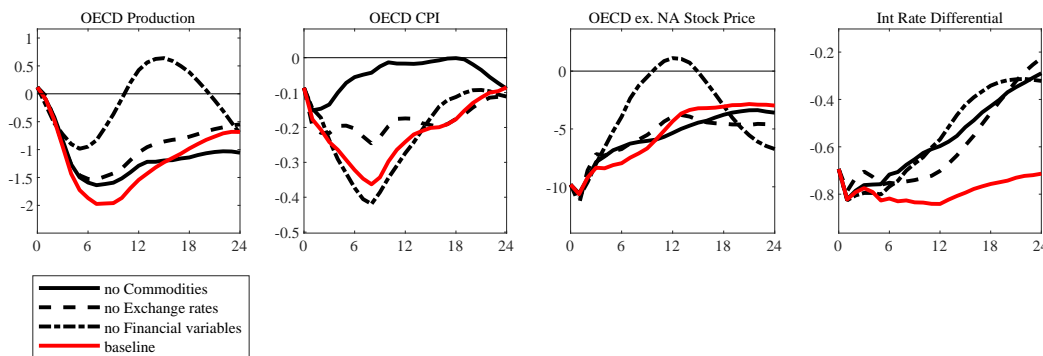 OECD Production
OECD CPI
OECD ex. NA Stock Price
Int Rate Differential
1
0.5
0
-0.5
-1
-1.5
-2
0 6 12 18 24
0
-0.1
-0.2
-0.3
-0.4
-0.5
0 6 12 18 24
0
-5
-10
0 6 12 18 24
-0.2
-0.4
-0.6
-0.8
0 6 12 18 24
no Commodities
no Exchange rates
no Financial variables
baseline